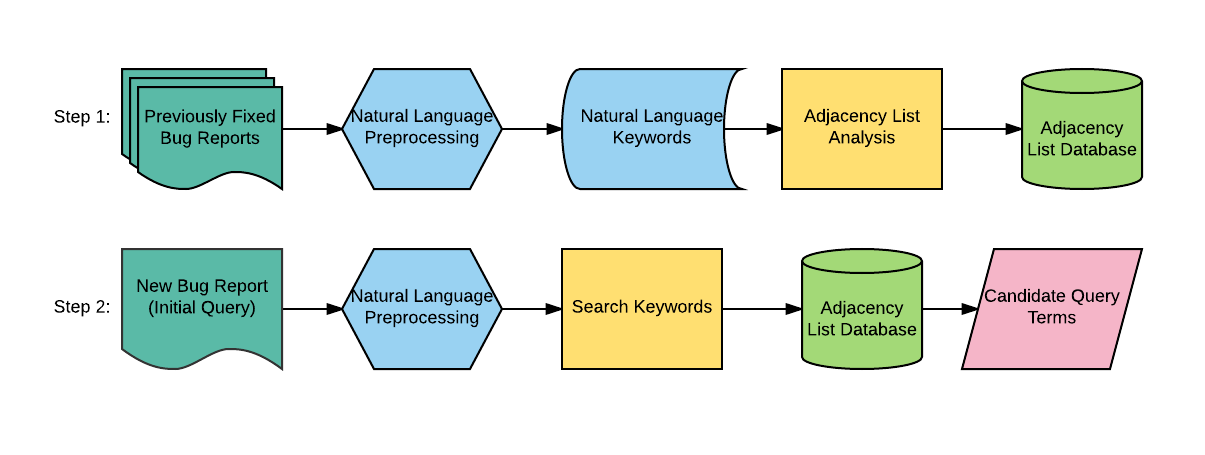 Step 1:
Previously Fixed
Bug Reports
Natural Language
Preprocessing
Natural Language
Keywords
Adjacency List
Analysis
Adjacency
List Database
Step 2:
New Bug Report
(Initial Query)
Natural Language
Preprocessing
Search Keywords
Adjacency
List Database
Candidate Query
Terms